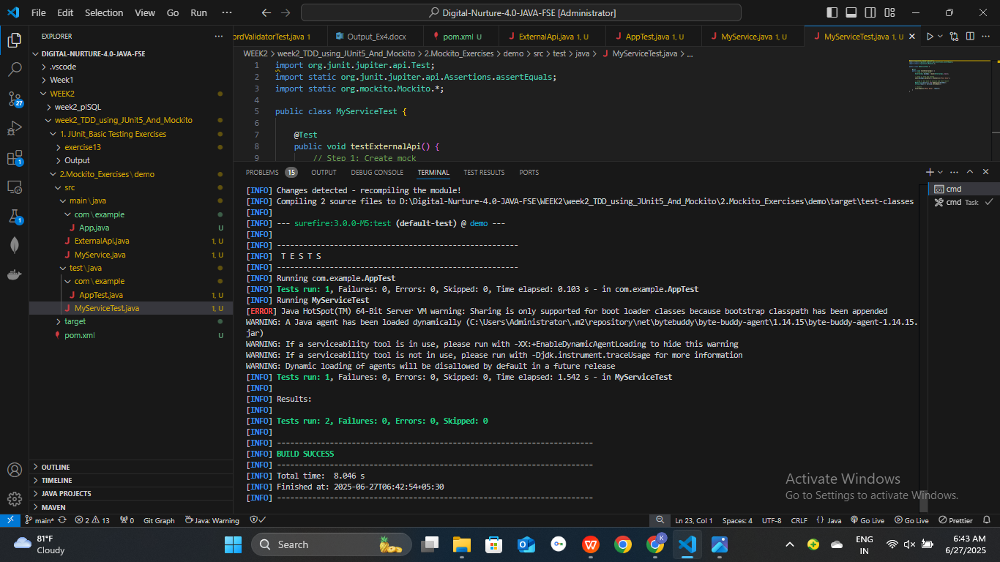 File Edit Selection View Go Run ··· Digital-Nurture-4.0-JAVA-FSE [Administrator]
EXPLORER ···
ordValidatorTest.java 1 Output_Ex4.docx pom.xml U ExternalApi.java 1, U AppTest.java 1, U MyService.java 1, U MyServiceTest.java 1, U
DIGITAL-NURTURE-4.0-JAVA-FSE
.vscode
Week1
WEEK2
week2_plSQL
week2_TDD_using_JUnit5_And_Mockito
1. JUnit_Basic Testing Exercises
exercise13
Output
2.Mockito_Exercises\demo
src
main\java
com\example
App.java U
ExternalApi.java 1, U
MyService.java 1, U
test\java
com\example
AppTest.java 1, U
MyServiceTest.java 1, U
target
pom.xml U
OUTLINE
TIMELINE
JAVA PROJECTS
MAVEN
27
1
1
WEEK2 > week2_TDD_using_JUnit5_And_Mockito > 2.Mockito_Exercises > demo > src > test > java > MyServiceTest.java > ...
1 import org.junit.jupiter.api.Test;
2 import static org.junit.jupiter.api.Assertions.assertEquals;
3 import static org.mockito.Mockito.*;
4
5 public class MyServiceTest {
6
7 @Test
8 public void testExternalApi() {
9 // Step 1: Create mock
PROBLEMS 15 OUTPUT DEBUG CONSOLE TERMINAL TEST RESULTS PORTS
cmd
cmd Task
[INFO] Changes detected - recompiling the module!
[INFO] Compiling 2 source files to D:\Digital-Nurture-4.0-JAVA-FSE\WEEK2\week2_TDD_using_JUnit5_And_Mockito\2.Mockito_Exercises\demo\target\test-classes
[INFO]
[INFO] --- surefire:3.0.0-M5:test (default-test) @ demo ---
[INFO]
[INFO] -------------------------------------------------------
[INFO] T E S T S
[INFO] -------------------------------------------------------
[INFO] Running com.example.AppTest
[INFO] Tests run: 1, Failures: 0, Errors: 0, Skipped: 0, Time elapsed: 0.103 s - in com.example.AppTest
[INFO] Running MyServiceTest
[ERROR] Java HotSpot(TM) 64-Bit Server VM warning: Sharing is only supported for boot loader classes because bootstrap classpath has been appended
WARNING: A Java agent has been loaded dynamically (C:\Users\Administrator\.m2\repository\net\bytebuddy\byte-buddy-agent\1.14.15\byte-buddy-agent-1.14.15.
jar)
WARNING: If a serviceability tool is in use, please run with -XX:+EnableDynamicAgentLoading to hide this warning
WARNING: If a serviceability tool is not in use, please run with -Djdk.instrument.traceUsage for more information
WARNING: Dynamic loading of agents will be disallowed by default in a future release
[INFO] Tests run: 1, Failures: 0, Errors: 0, Skipped: 0, Time elapsed: 1.542 s - in MyServiceTest
[INFO]
[INFO] Results:
[INFO]
[INFO] Tests run: 2, Failures: 0, Errors: 0, Skipped: 0
[INFO]
[INFO] ------------------------------------------------------------------------
[INFO] BUILD SUCCESS
[INFO] ------------------------------------------------------------------------
[INFO] Total time:  8.046 s
[INFO] Finished at: 2025-06-27T06:42:54+05:30
[INFO] ------------------------------------------------------------------------
Activate Windows
Go to Settings to activate Windows.
main* 2 13 0 Git Graph Java: Warning Ln 23, Col 1 Spaces: 4 UTF-8 CRLF {} Java Go Live Go Live Prettier
81°F
Cloudy
Search
K
ENG
IN
6:43 AM
6/27/2025